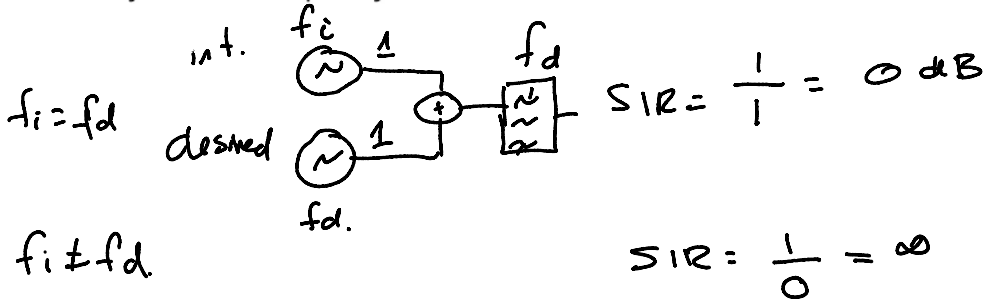 int. fi 1 fd
fi = fd
SIR = 1/1 = 0 dB
desired 1
fd.
fi ≠ fd.
SIR = 1/0 = ∞